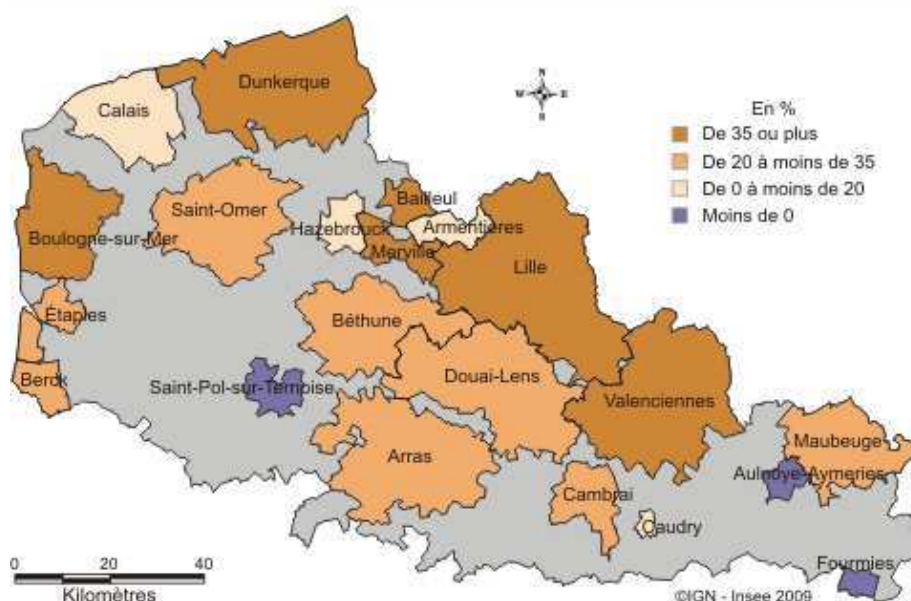 Dunkerque
Calais
N
W E
S
En %
De 35 ou plus
De 20 à moins de 35
De 0 à moins de 20
Moins de 0
Bailleul
Saint-Omer
Hazebrouck
Armentières
Boulogne-sur-Mer
Merville
Lille
Étaples
Béthune
Berck
Saint-Pol-sur-Ternoise
Douai-Lens
Valenciennes
Maubeuge
Arras
Aulnoye-Aymeries
Cambrai
Caudry
Fourmies
0 20 40
Kilomètres
©IGN - Insee 2009